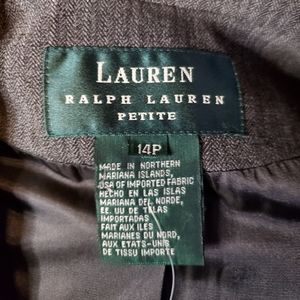 LAUREN
RALPH LAUREN
PETITE
14P
MADE IN NORTHERN
MARIANA ISLANDS,
USA OF IMPORTED FABRIC
HECHO EN LAS ISLAS
MARIANA DEL NORDE,
EE. UU DE TELAS
IMPORTADAS
FAIT AUX ILES
MARIANES DU NORD,
AUX ETATS-UNIS
DE TISSU IMPORTE